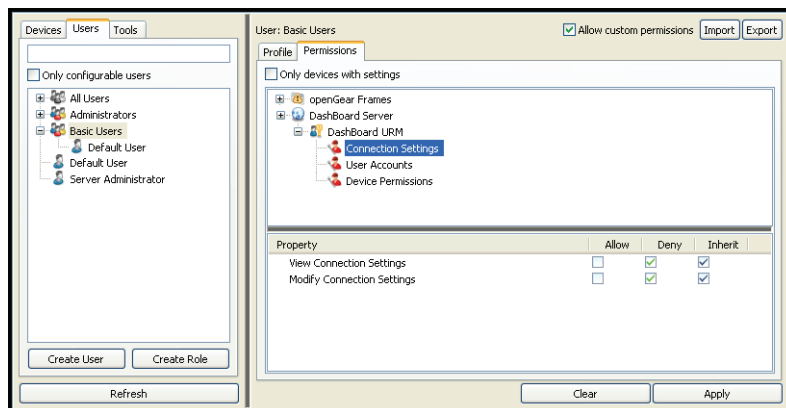 Devices Users Tools
Only configurable users
All Users
Administrators
Basic Users
Default User
Default User
Server Administrator
Create User Create Role
Refresh
User: Basic Users Allow custom permissions Import Export
Profile Permissions
Only devices with settings
openGear Frames
DashBoard Server
DashBoard URM
Connection Settings
User Accounts
Device Permissions
Property Allow Deny Inherit
View Connection Settings
Modify Connection Settings
Clear Apply